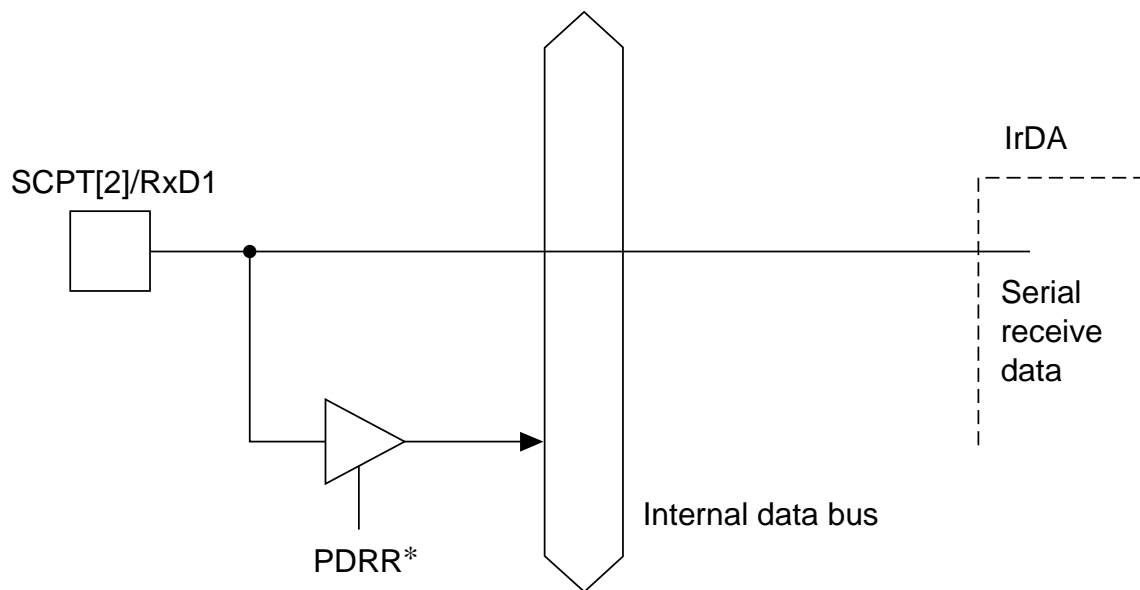 IrDA
SCPT[2]/RxD1
Serial
receive
data
Internal data bus
PDRR*